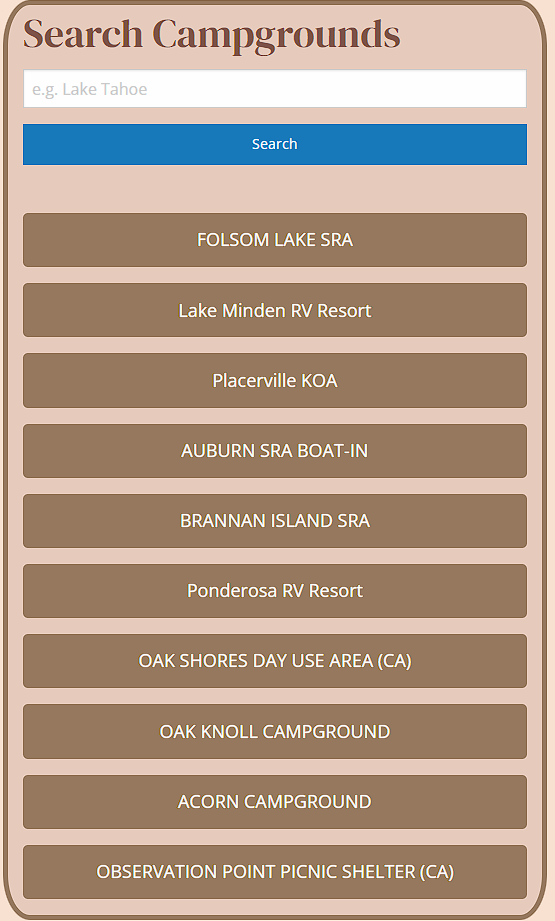 Search Campgrounds
e.g. Lake Tahoe
Search
FOLSOM LAKE SRA
Lake Minden RV Resort
Placerville KOA
AUBURN SRA BOAT-IN
BRANNAN ISLAND SRA
Ponderosa RV Resort
OAK SHORES DAY USE AREA (CA)
OAK KNOLL CAMPGROUND
ACORN CAMPGROUND
OBSERVATION POINT PICNIC SHELTER (CA)